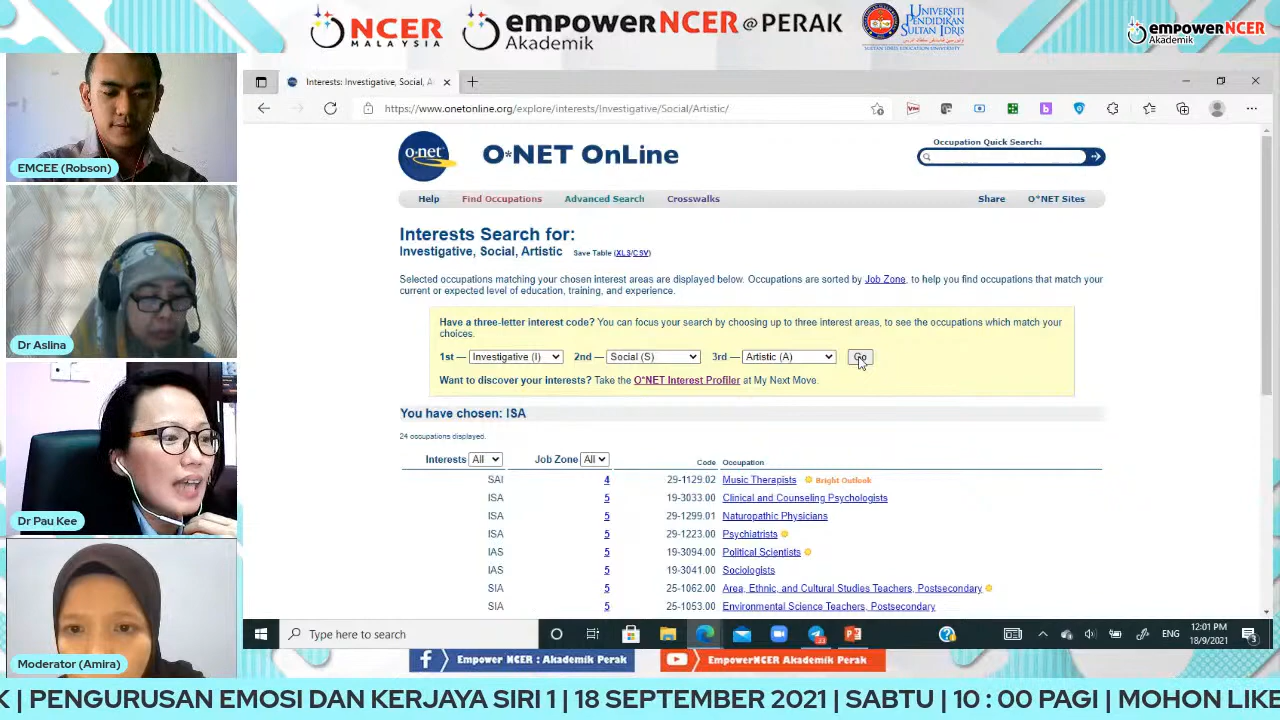 NCER
MALAYSIA
empowerNCER@PERAK
Akademik
UNIVERSITI
PENDIDIKAN
SULTAN IDRIS
SULTAN IDRIS EDUCATION UNIVERSITY
empowerNCER
Akademik
EMCEE (Robson)
Dr Aslina
Dr Pau Kee
Moderator (Amira)
Interests: Investigative, Social, A
https://www.onetonline.org/explore/interests/Investigative/Social/Artistic/
o·net
O*NET OnLine
Occupation Quick Search:
Help Find Occupations Advanced Search Crosswalks Share O*NET Sites
Interests Search for:
Investigative, Social, Artistic Save Table (XLS/CSV)
Selected occupations matching your chosen interest areas are displayed below. Occupations are sorted by Job Zone, to help you find occupations that match your
current or expected level of education, training, and experience.
Have a three-letter interest code? You can focus your search by choosing up to three interest areas, to see the occupations which match your
choices.
1st — Investigative (I) 2nd — Social (S) 3rd — Artistic (A) Go
Want to discover your interests? Take the O*NET Interest Profiler at My Next Move.
You have chosen: ISA
24 occupations displayed.
Interests All Job Zone All Code Occupation
SAI 4 29-1129.02 Music Therapists Bright Outlook
ISA 5 19-3033.00 Clinical and Counseling Psychologists
ISA 5 29-1299.01 Naturopathic Physicians
ISA 5 29-1223.00 Psychiatrists
IAS 5 19-3094.00 Political Scientists
IAS 5 19-3041.00 Sociologists
SIA 5 25-1062.00 Area, Ethnic, and Cultural Studies Teachers, Postsecondary
SIA 5 25-1053.00 Environmental Science Teachers, Postsecondary
Type here to search
ENG
12:01 PM
18/9/2021
Empower NCER : Akademik Perak
EmpowerNCER Akademik Perak
K | PENGURUSAN EMOSI DAN KERJAYA SIRI 1 | 18 SEPTEMBER 2021 | SABTU | 10 : 00 PAGI | MOHON LIKE